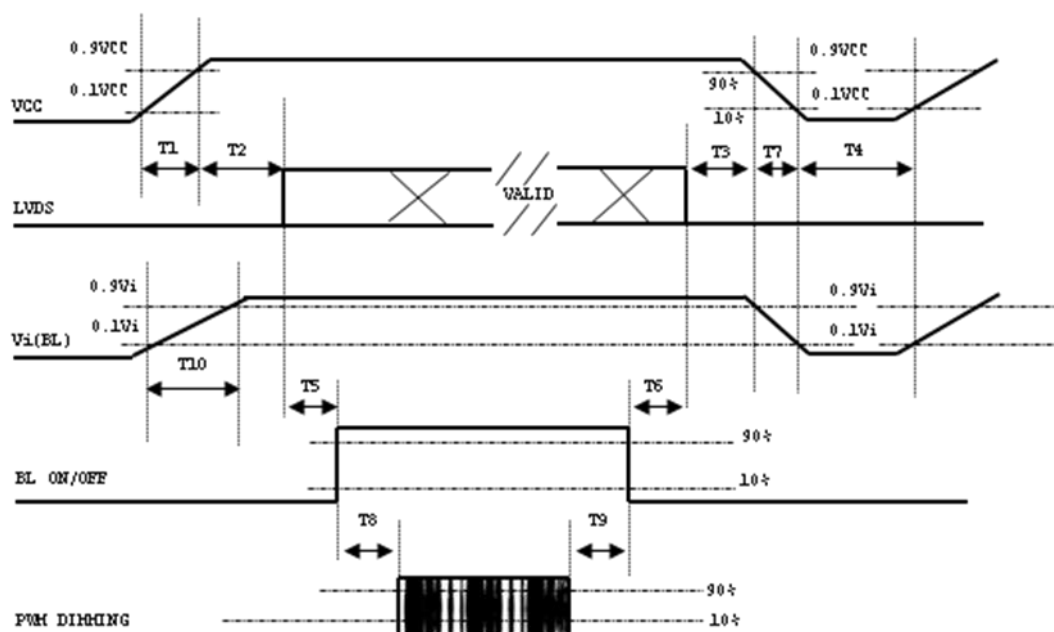 0.9VCC 0.9VCC
90%
0.1VCC 0.1VCC
VCC 10%
T1 T2 T3 T7 T4
VALID
LVDS
0.9Vi 0.9Vi
0.1Vi 0.1Vi
Vi(BL)
T10
T5 T6
90%
BL ON/OFF 10%
T8 T9
90%
PWM DIMMING 10%